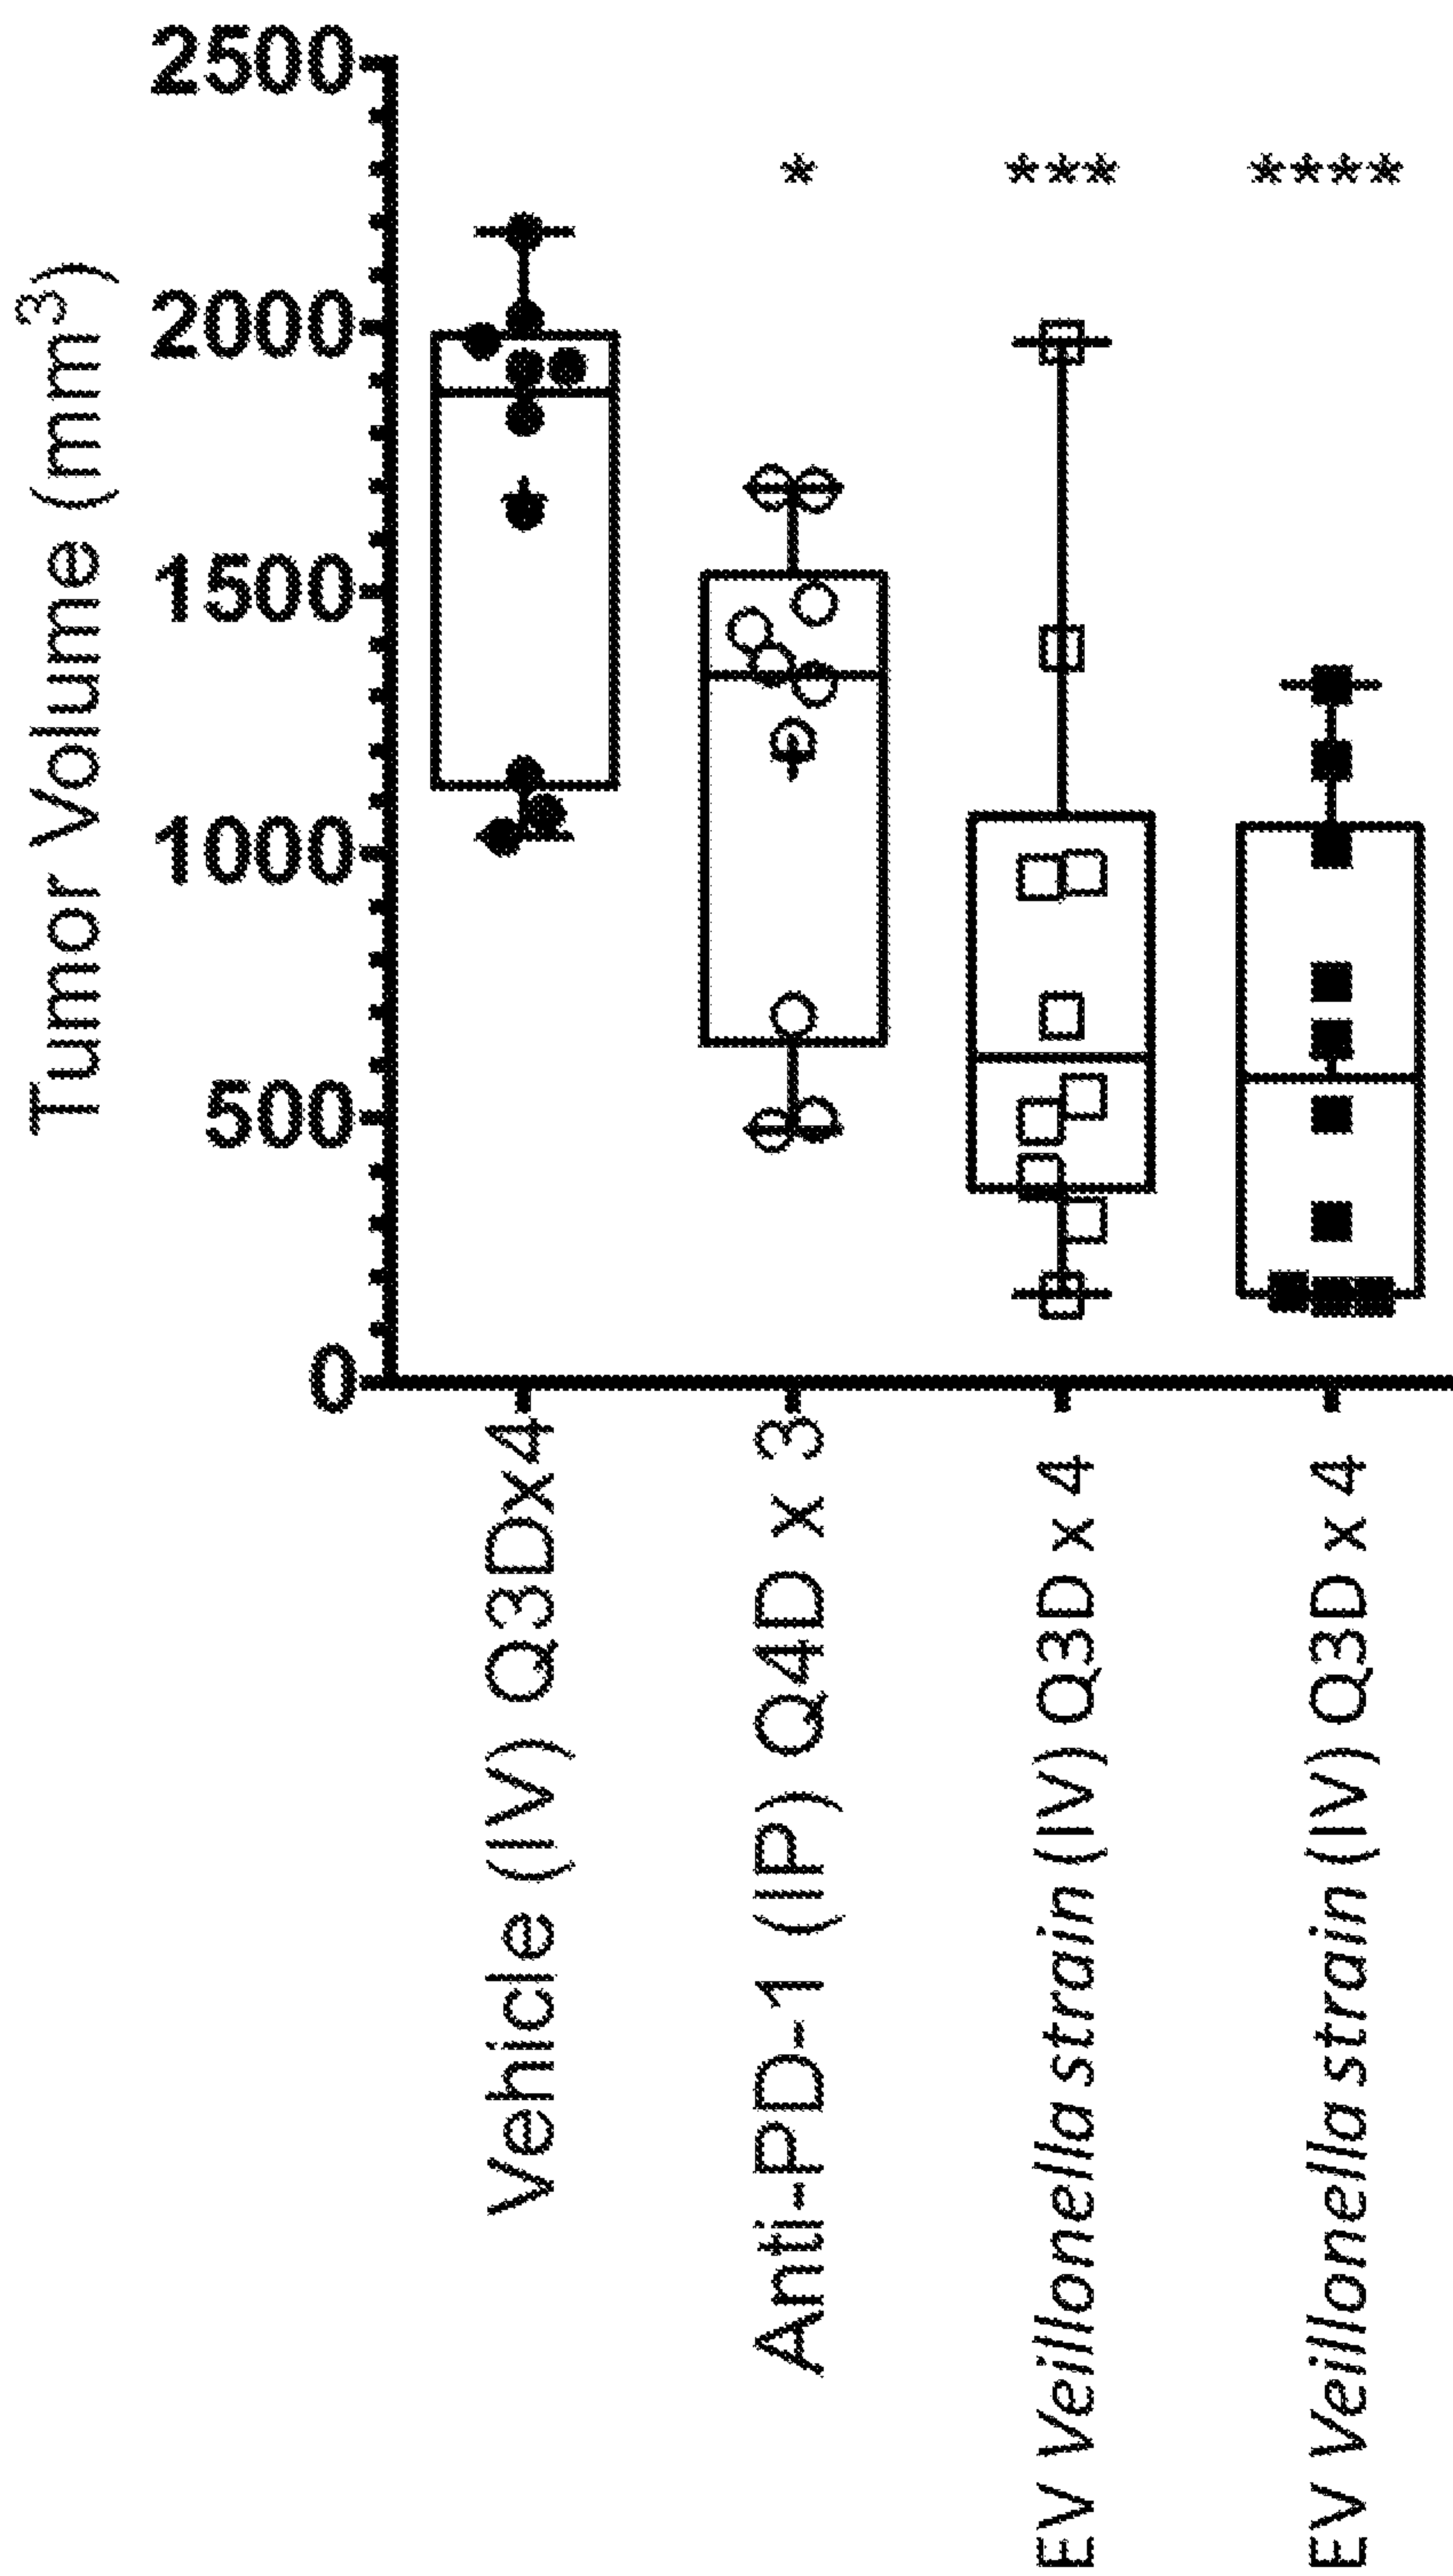 Tumor Volume (mm³)
2500
2000
1500
1000
500
0
* *** ****
Vehicle (IV) Q3Dx4
Anti-PD-1 (IP) Q4D x 3
EV Veillonella strain (IV) Q3D x 4
EV Veillonella strain (IV) Q3D x 4